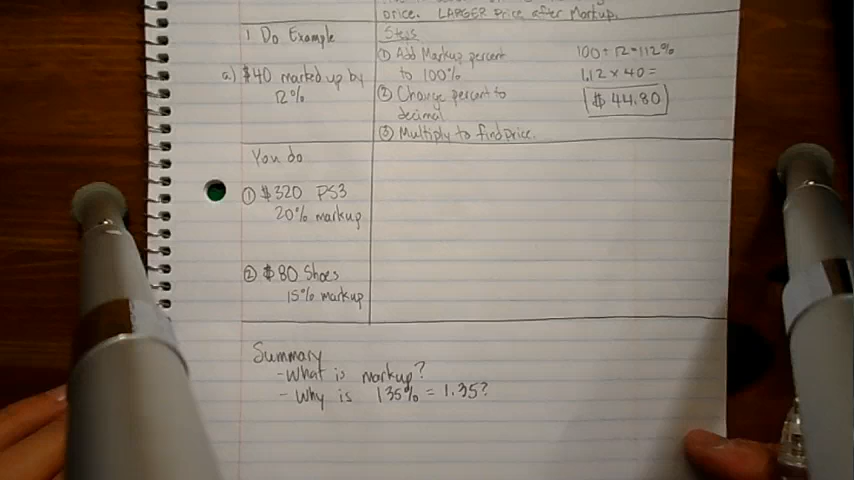 price. LARGER Price after Markup.
I Do Example
a.) $40 marked up by
12%
Steps
① Add Markup percent
to 100%
② Change percent to
decimal
③ Multiply to find price.
100 + 12 = 112%
1.12 x 40 =
$44.80
You do
① $320 PS3
20% markup
② $80 Shoes
15% markup
Summary
- What is markup?
- Why is 135% = 1.35?